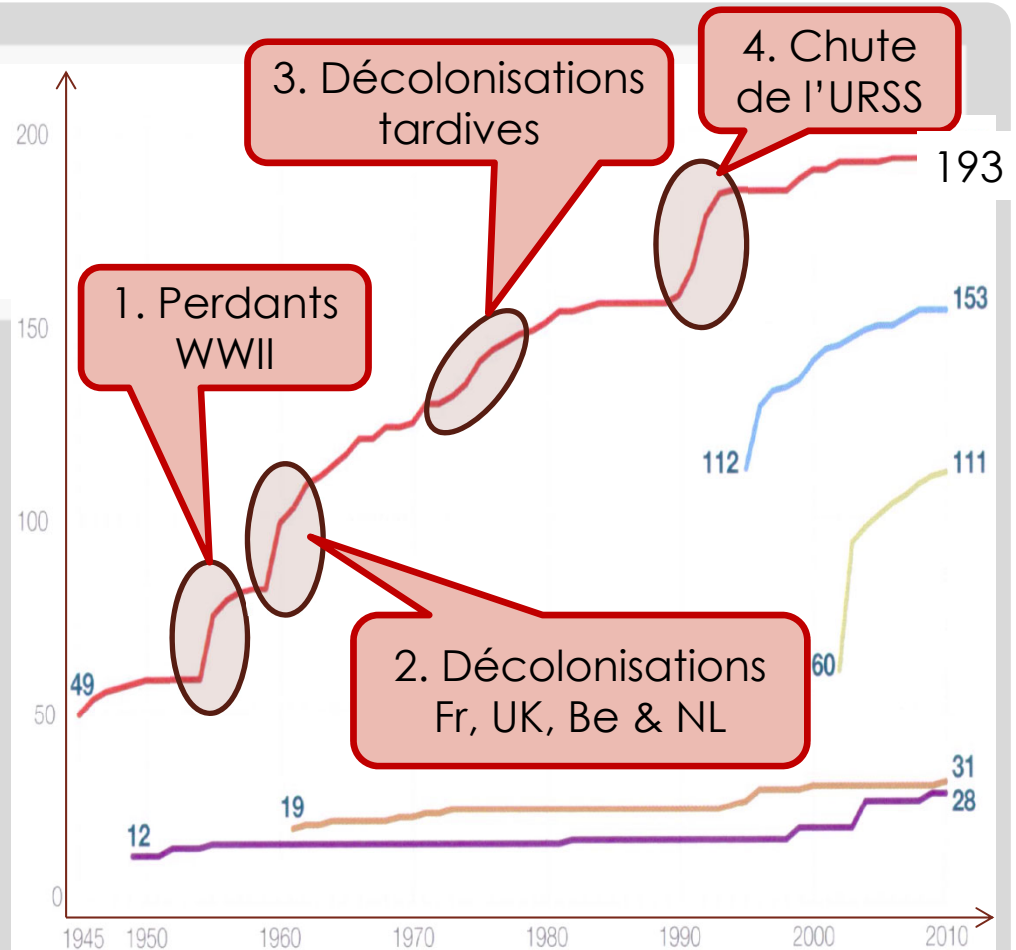 4. Chute
de l'URSS
3. Décolonisations
tardives
200
193
1. Perdants
WWII
150
153
112
111
100
2. Décolonisations
Fr, UK, Be & NL
60
49
50
31
19
28
12
0
1945 1950 1960 1970 1980 1990 2000 2010